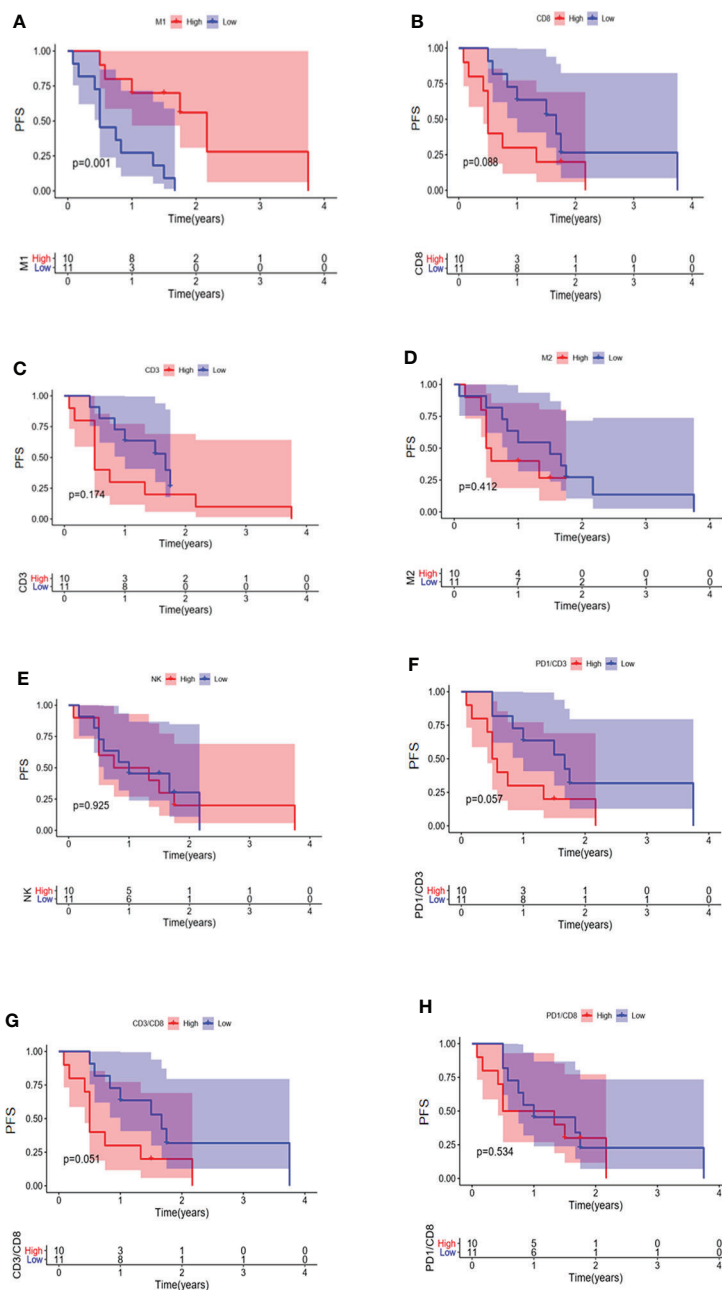 A
M1 High Low
PFS
1.00
0.75
0.50
0.25
0.00
p=0.001
0 1 2 3 4
Time(years)
M1
High 10 8 2 1 0
Low 11 3 0 0 0
0 1 2 3 4
Time(years)
B
CD8 High Low
PFS
1.00
0.75
0.50
0.25
0.00
p=0.088
0 1 2 3 4
Time(years)
CD8
High 10 3 1 0 0
Low 11 8 1 1 0
0 1 2 3 4
Time(years)
C
CD3 High Low
PFS
1.00
0.75
0.50
0.25
0.00
p=0.174
0 1 2 3 4
Time(years)
CD3
High 10 3 2 1 0
Low 11 8 0 0 0
0 1 2 3 4
Time(years)
D
M2 High Low
PFS
1.00
0.75
0.50
0.25
0.00
p=0.412
0 1 2 3 4
Time(years)
M2
High 10 4 0 0 0
Low 11 7 2 1 0
0 1 2 3 4
Time(years)
E
NK High Low
PFS
1.00
0.75
0.50
0.25
0.00
p=0.925
0 1 2 3 4
Time(years)
NK
High 10 5 1 1 0
Low 11 6 1 0 0
0 1 2 3 4
Time(years)
F
PD1/CD3 High Low
PFS
1.00
0.75
0.50
0.25
0.00
p=0.057
0 1 2 3 4
Time(years)
PD1/CD3
High 10 3 1 0 0
Low 11 8 1 1 0
0 1 2 3 4
Time(years)
G
CD3/CD8 High Low
PFS
1.00
0.75
0.50
0.25
0.00
p=0.051
0 1 2 3 4
Time(years)
CD3/CD8
High 10 3 1 0 0
Low 11 8 1 1 0
0 1 2 3 4
Time(years)
H
PD1/CD8 High Low
PFS
1.00
0.75
0.50
0.25
0.00
p=0.534
0 1 2 3 4
Time(years)
PD1/CD8
High 10 5 1 0 0
Low 11 6 1 1 0
0 1 2 3 4
Time(years)